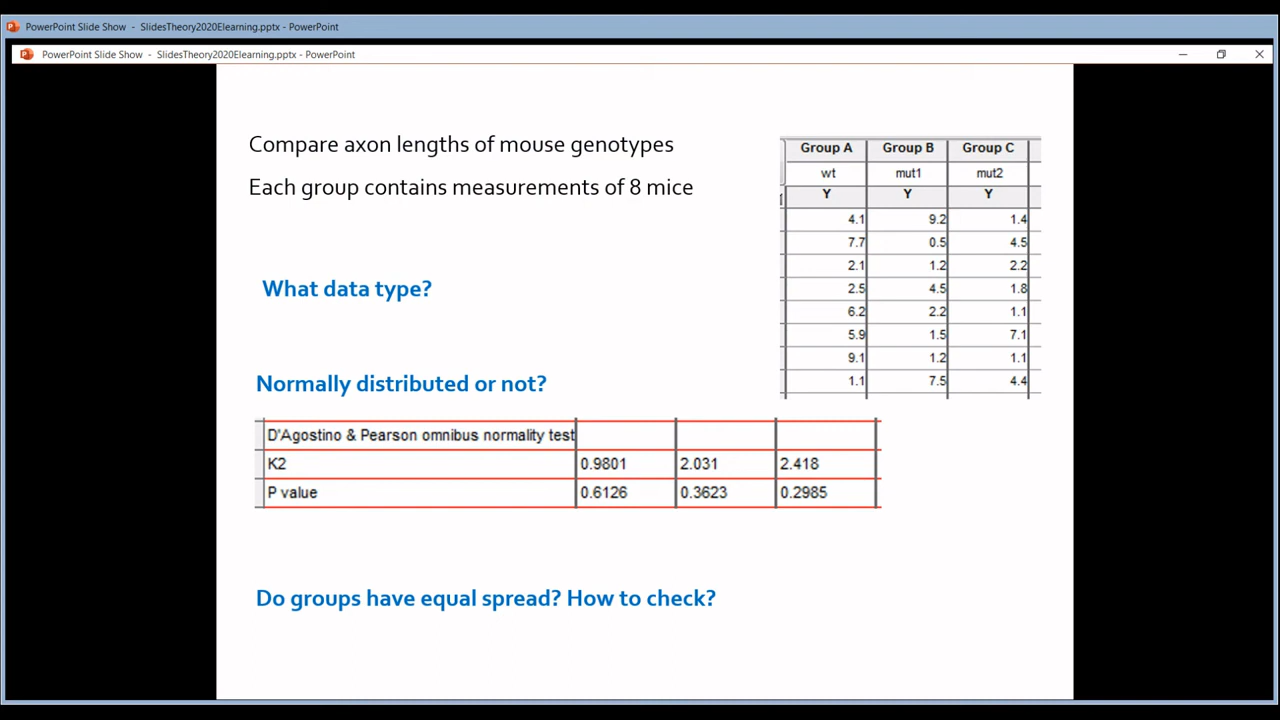 PowerPoint Slide Show - SlidesTheory2020Elearning.pptx - PowerPoint
PowerPoint Slide Show - SlidesTheory2020Elearning.pptx - PowerPoint
Compare axon lengths of mouse genotypes
Each group contains measurements of 8 mice
What data type?
Normally distributed or not?
Group A Group B Group C
wt mut1 mut2
Y Y Y
4.1 9.2 1.4
7.7 0.5 4.5
2.1 1.2 2.2
2.5 4.5 1.8
6.2 2.2 1.1
5.9 1.5 7.1
9.1 1.2 1.1
1.1 7.5 4.4
D'Agostino & Pearson omnibus normality test
K2 0.9801 2.031 2.418
P value 0.6126 0.3623 0.2985
Do groups have equal spread? How to check?